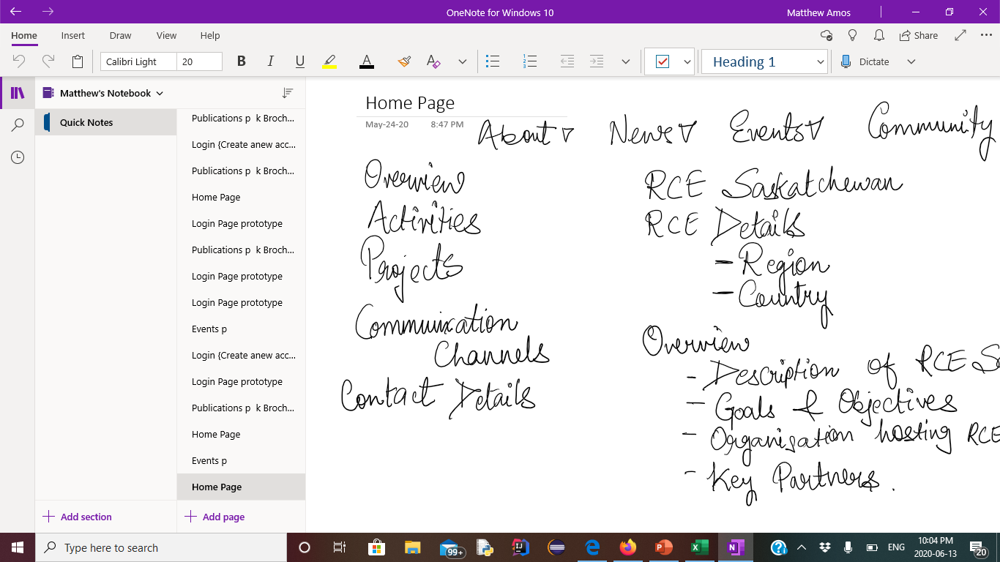 OneNote for Windows 10
Matthew Amos
Home Insert Draw View Help
Share
Calibri Light 20 B I U A A Heading 1 Dictate
Matthew's Notebook
Quick Notes
Publications p k Broch...
Login {Create anew acc...
Publications p k Broch...
Home Page
Login Page prototype
Publications p k Broch...
Login Page prototype
Login Page prototype
Events p
Login {Create anew acc...
Login Page prototype
Publications p k Broch...
Home Page
Events p
Home Page
Add section
Add page
Home Page
May-24-20 8:47 PM
About News Events Community
Overview
Activities
Projects
Communication
Channels
Contact Details
RCE Saskatchewan
RCE Details
- Region
- Country
Overview
- Description of RCE S
- Goals & Objectives
- Organisation hosting RCE
- Key Partners.
Type here to search
99+
ENG
10:04 PM
2020-06-13
20